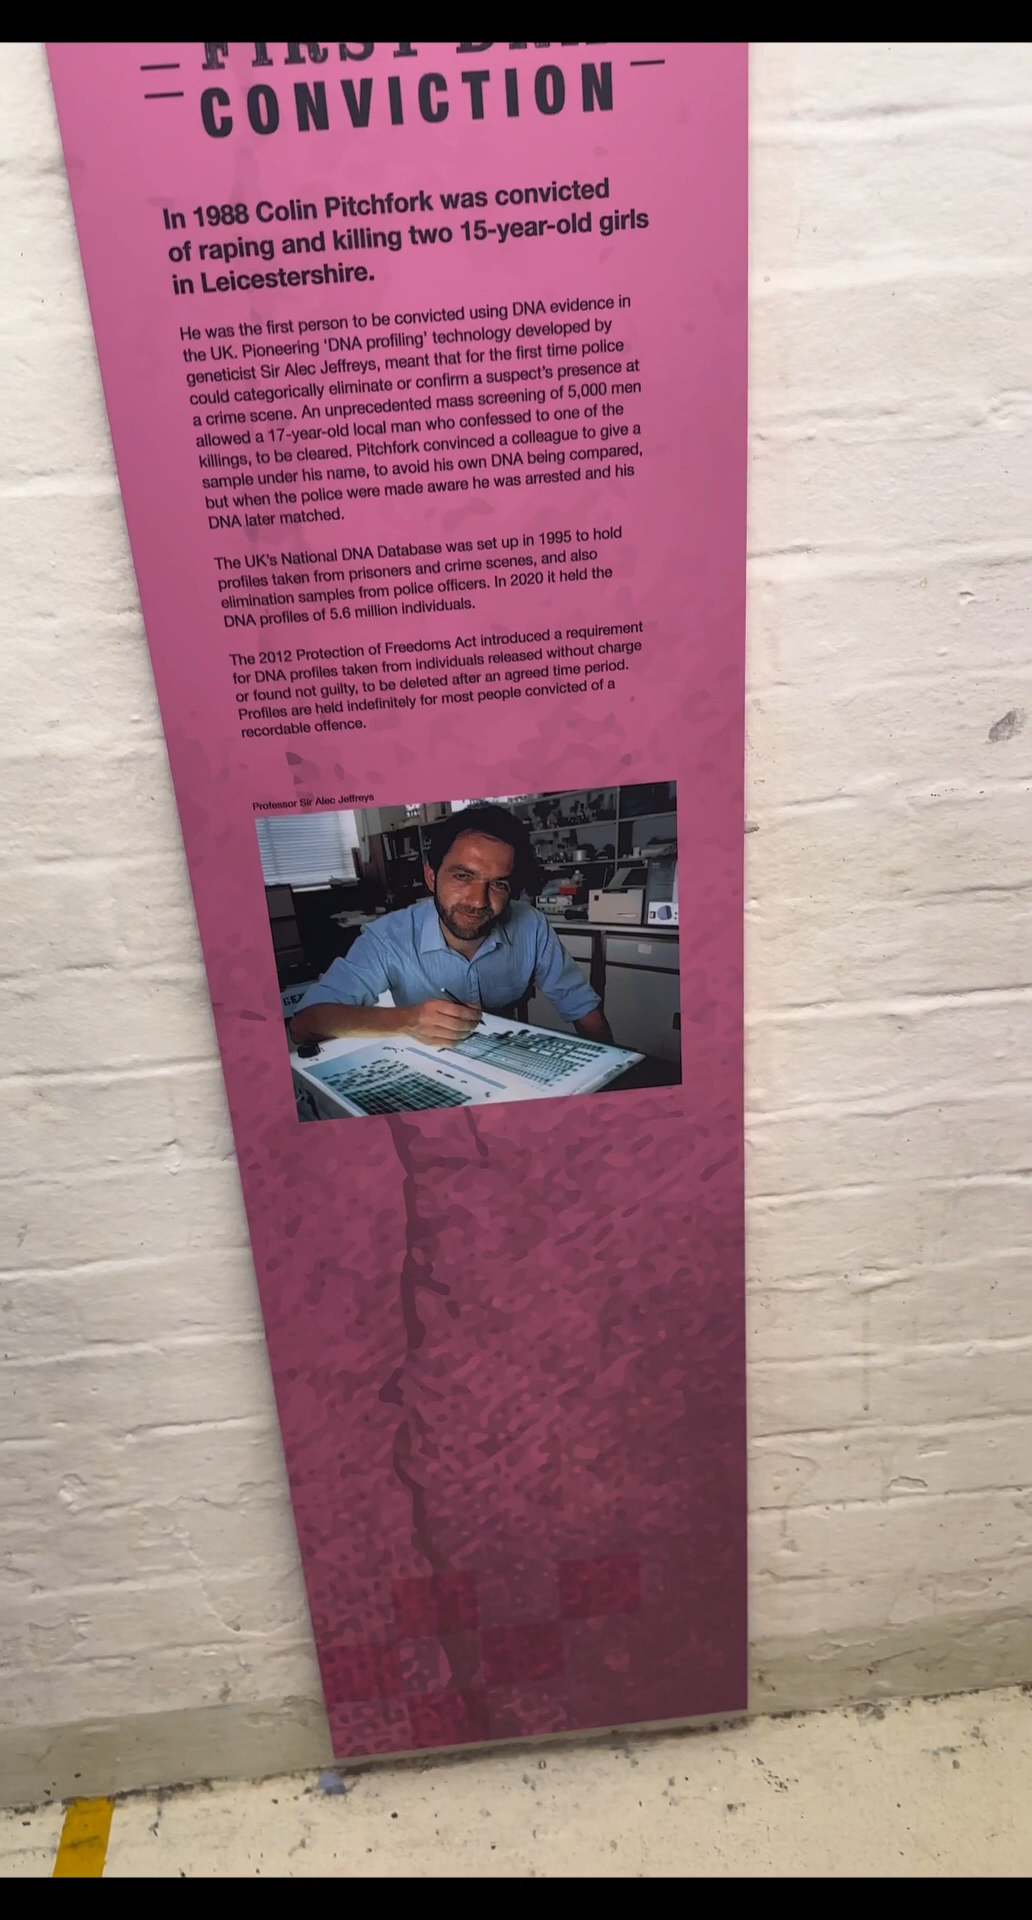 FIRST DNA
CONVICTION
In 1988 Colin Pitchfork was convicted
of raping and killing two 15-year-old girls
in Leicestershire.
He was the first person to be convicted using DNA evidence in
the UK. Pioneering ‘DNA profiling’ technology developed by
geneticist Sir Alec Jeffreys, meant that for the first time police
could categorically eliminate or confirm a suspect's presence at
a crime scene. An unprecedented mass screening of 5,000 men
allowed a 17-year-old local man who confessed to one of the
killings, to be cleared. Pitchfork convinced a colleague to give a
sample under his name, to avoid his own DNA being compared,
but when the police were made aware he was arrested and his
DNA later matched.
The UK's National DNA Database was set up in 1995 to hold
profiles taken from prisoners and crime scenes, and also
elimination samples from police officers. In 2020 it held the
DNA profiles of 5.6 million individuals.
The 2012 Protection of Freedoms Act introduced a requirement
for DNA profiles taken from individuals released without charge
or found not guilty, to be deleted after an agreed time period.
Profiles are held indefinitely for most people convicted of a
recordable offence.
Professor Sir Alec Jeffreys